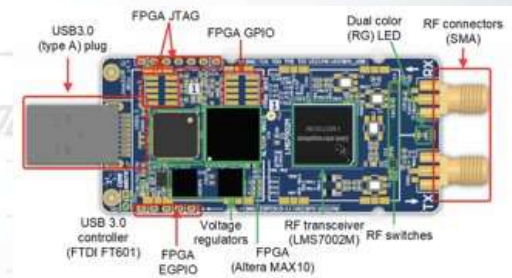 FPGA JTAG
USB3.0
(type A) plug
FPGA GPIO
Dual color
(RG) LED
RF connectors
(SMA)
RX
TX
USB 3.0
controller
(FTDI FT601)
FPGA
EGPIO
Voltage
regulators
FPGA
(Altera MAX10)
RF transceiver
(LMS7002M)
RF switches